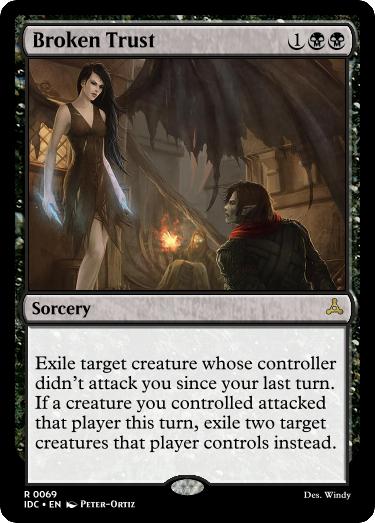 Broken Trust 1
Sorcery
Exile target creature whose controller
didn't attack you since your last turn.
If a creature you controlled attacked
that player this turn, exile two target
creatures that player controls instead.
R 0069
IDC • EN Peter-Ortiz
Des. Windy